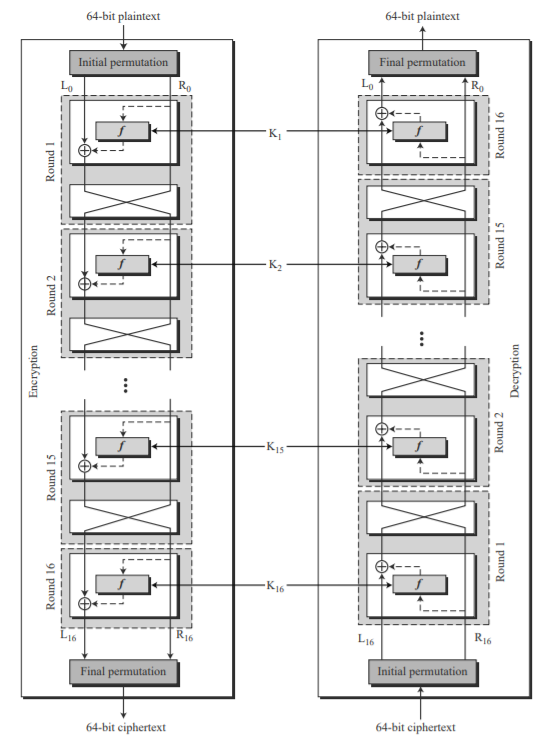 64-bit plaintext
Initial permutation
L0
R0
Round 1
f
K1
Round 2
f
K2
Encryption
Round 15
f
K15
Round 16
f
K16
L16
R16
Final permutation
64-bit ciphertext
64-bit plaintext
Final permutation
L0
R0
f
Round 16
Round 15
f
Decryption
Round 2
f
Round 1
f
L16
R16
Initial permutation
64-bit ciphertext